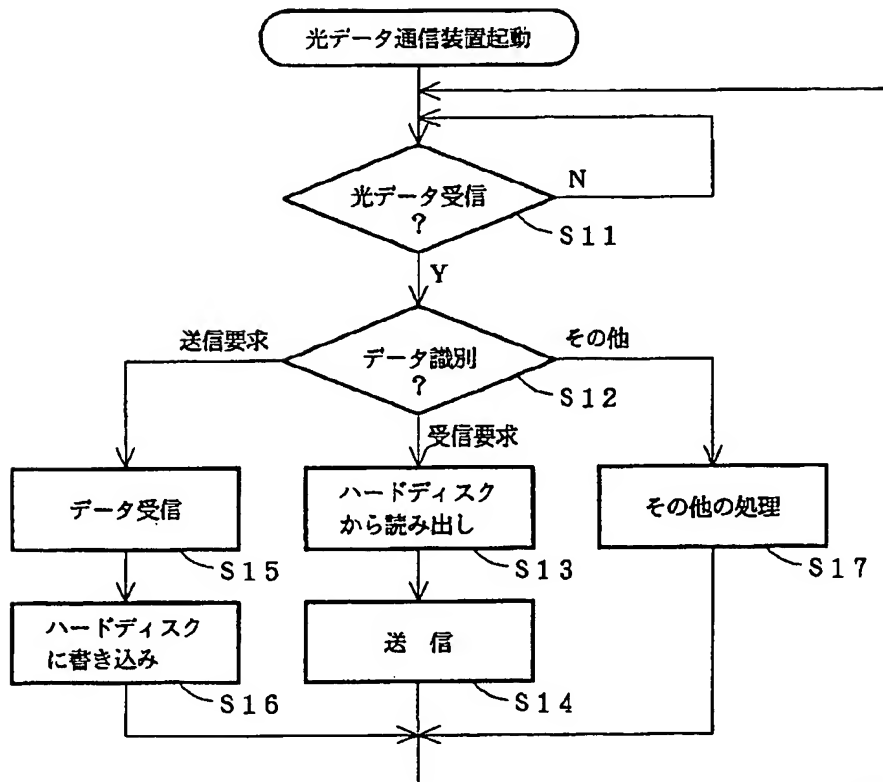 光データ通信装置起動
光データ受信
?
N
S11
Y
送信要求
データ識別
?
その他
S12
受信要求
データ受信
S15
ハードディスク
から読み出し
S13
その他の処理
S17
ハードディスク
に書き込み
S16
送 信
S14